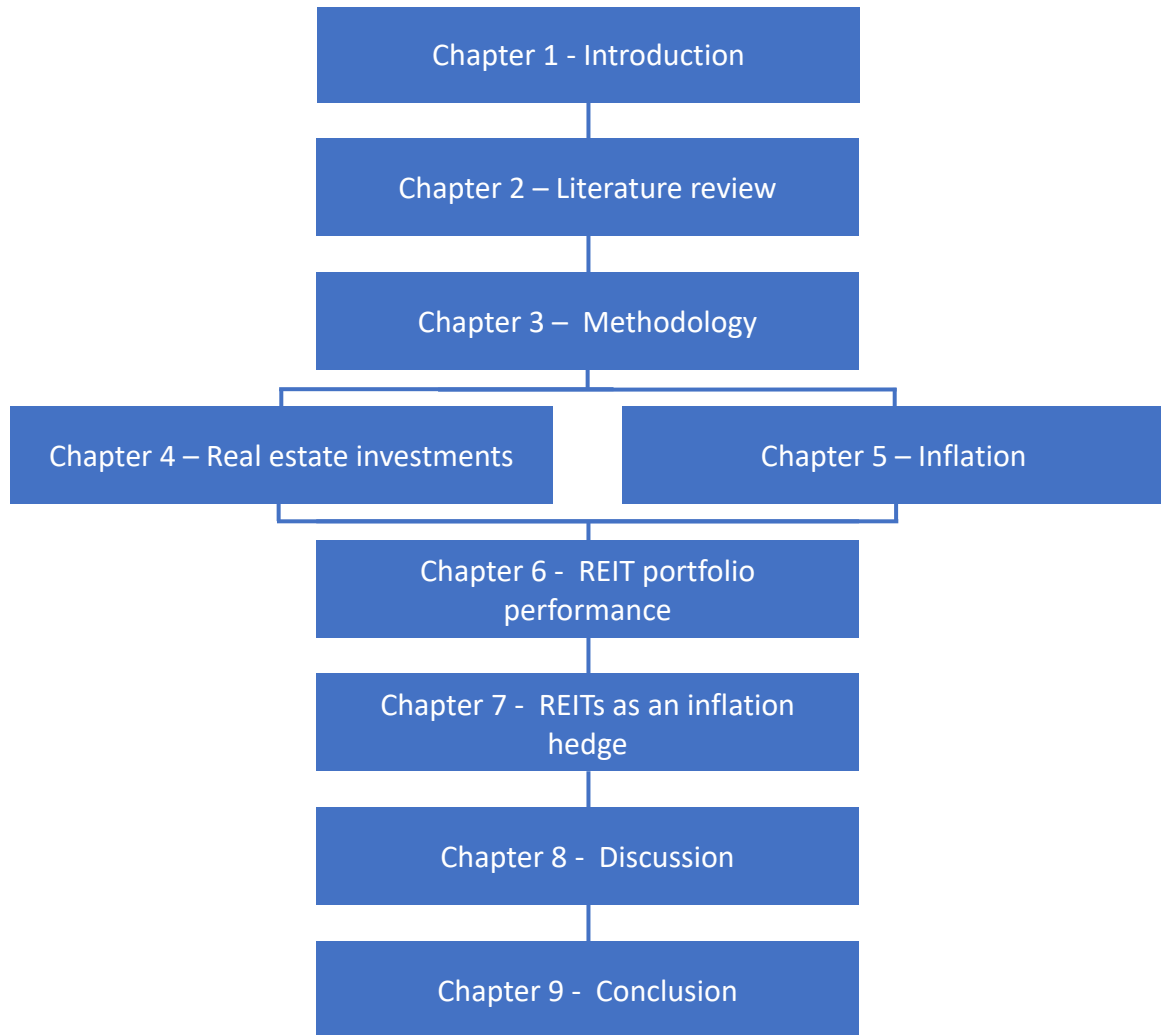 Chapter 1 - Introduction
Chapter 2 – Literature review
Chapter 3 –  Methodology
Chapter 4 – Real estate investments
Chapter 5 – Inflation
Chapter 6 -  REIT portfolio
performance
Chapter 7 -  REITs as an inflation
hedge
Chapter 8 -  Discussion
Chapter 9 -  Conclusion